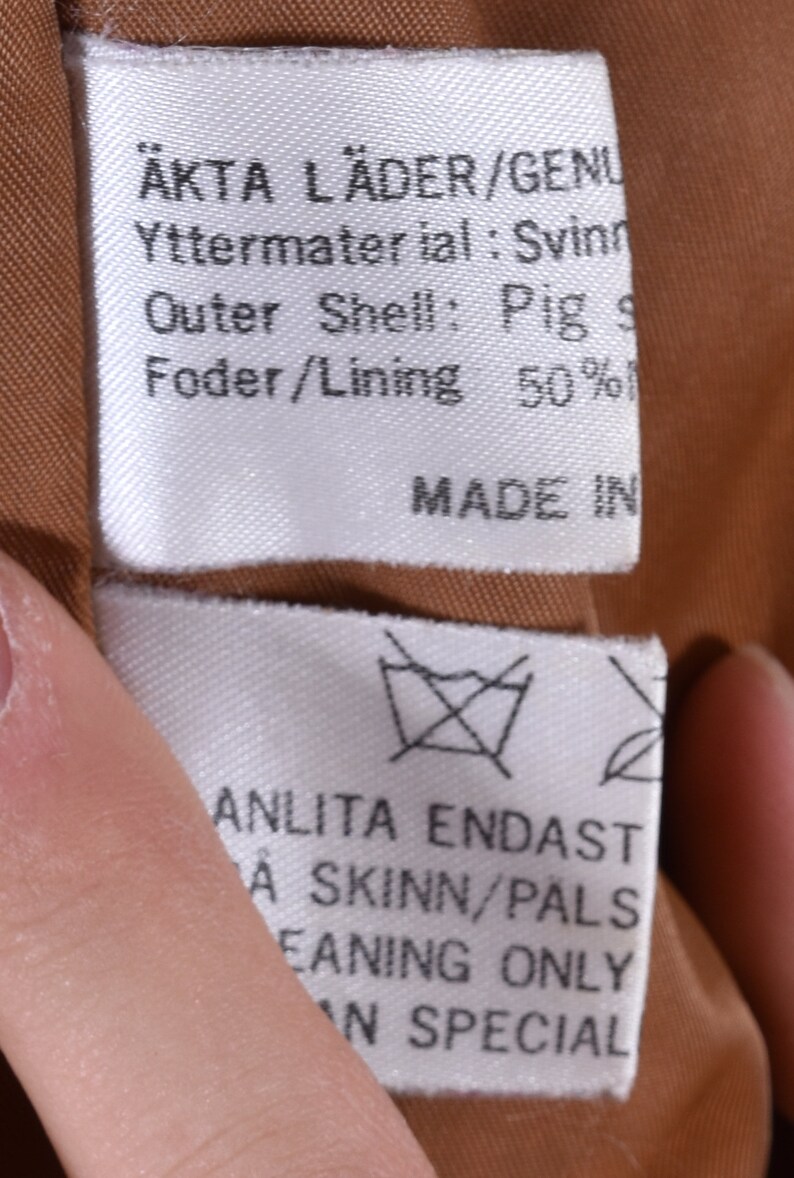 ÄKTA LÄDER/GENU
Yttermaterial: Svinn
Outer Shell: Pig s
Foder/Lining 50%
MADE IN
ANLITA ENDAST
Å SKINN/PÄLS
EANING ONLY
AN SPECIAL